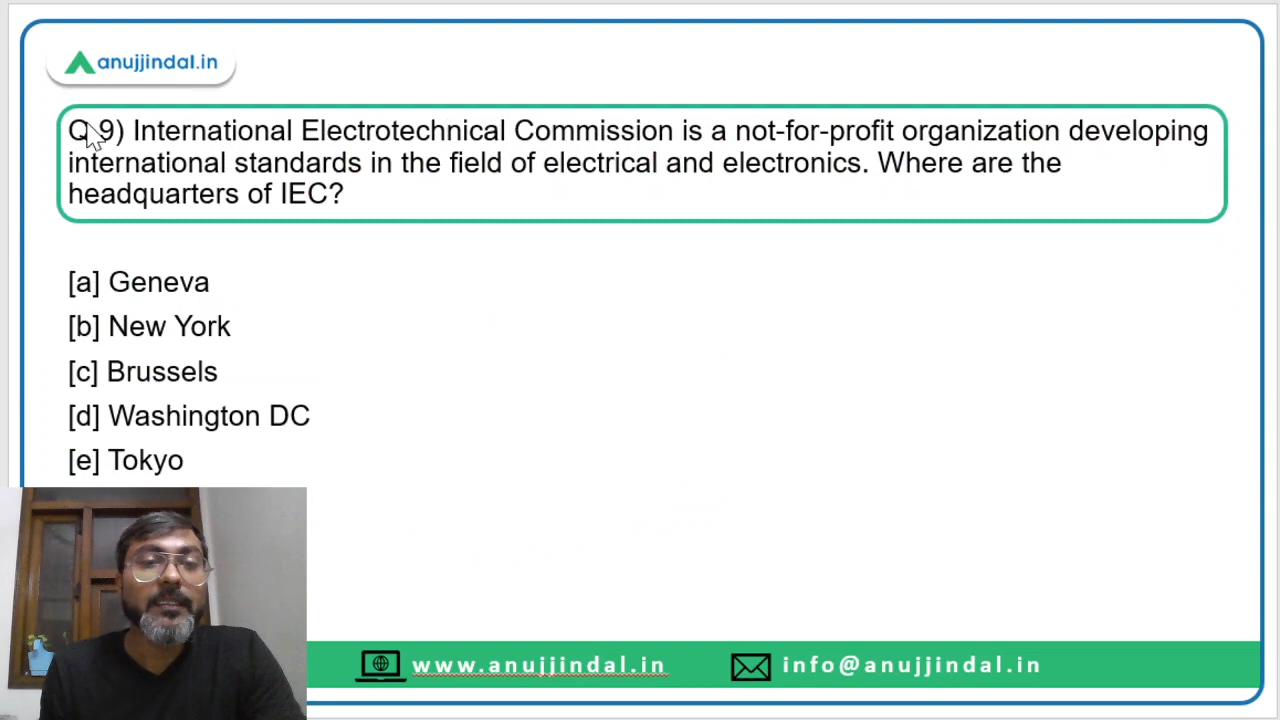 anujjindal.in
Q.9) International Electrotechnical Commission is a not-for-profit organization developing
international standards in the field of electrical and electronics. Where are the
headquarters of IEC?
[a] Geneva
[b] New York
[c] Brussels
[d] Washington DC
[e] Tokyo
www.anujjindal.in
info@anujjindal.in